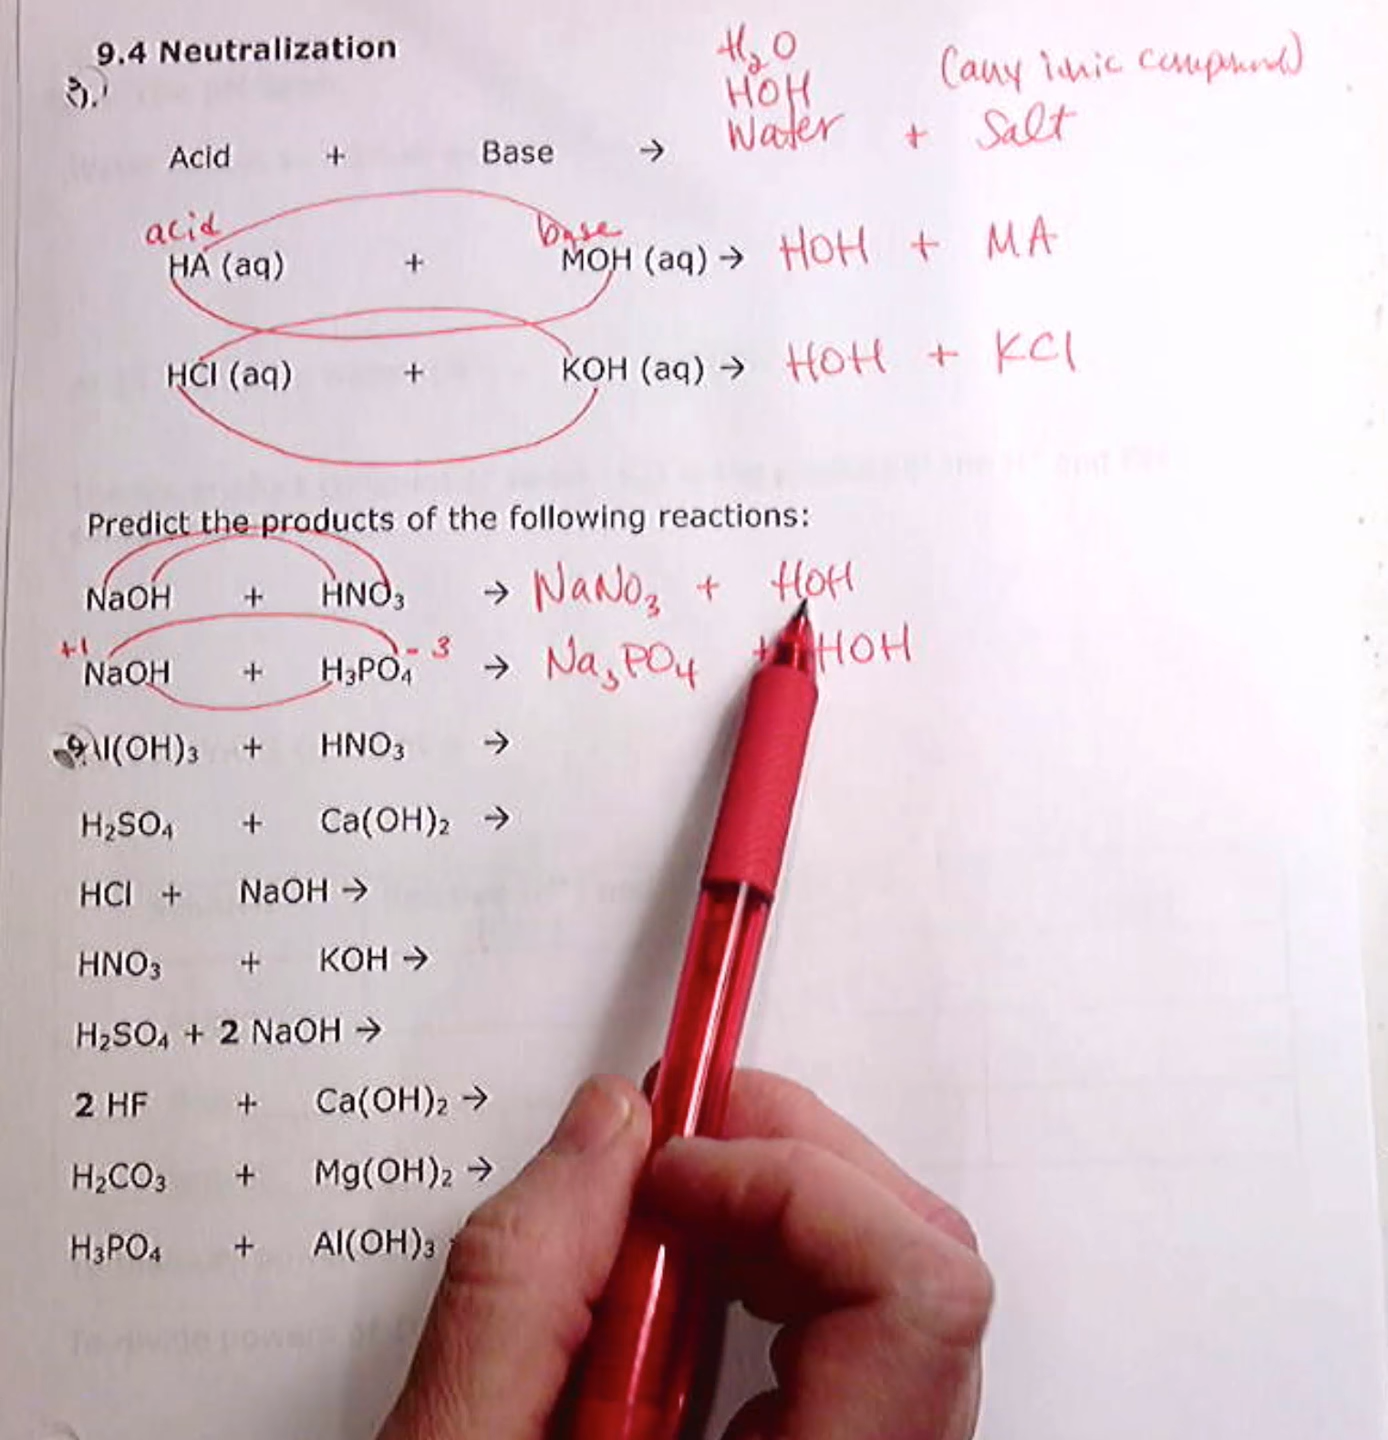 9.4 Neutralization
H₂O (any ionic compound)
HOH
Acid + Base → Water + Salt
acid base
HA (aq) + MOH (aq) → HOH + MA
HCl (aq) + KOH (aq) → HOH + KCl
Predict the products of the following reactions:
NaOH + HNO₃ → NaNO₃ + HOH
+1 - 3
NaOH + H₃PO₄ → Na₃PO₄ + HOH
Al(OH)₃ + HNO₃ →
H₂SO₄ + Ca(OH)₂ →
HCl + NaOH →
HNO₃ + KOH →
H₂SO₄ + 2 NaOH →
2 HF + Ca(OH)₂ →
H₂CO₃ + Mg(OH)₂ →
H₃PO₄ + Al(OH)₃